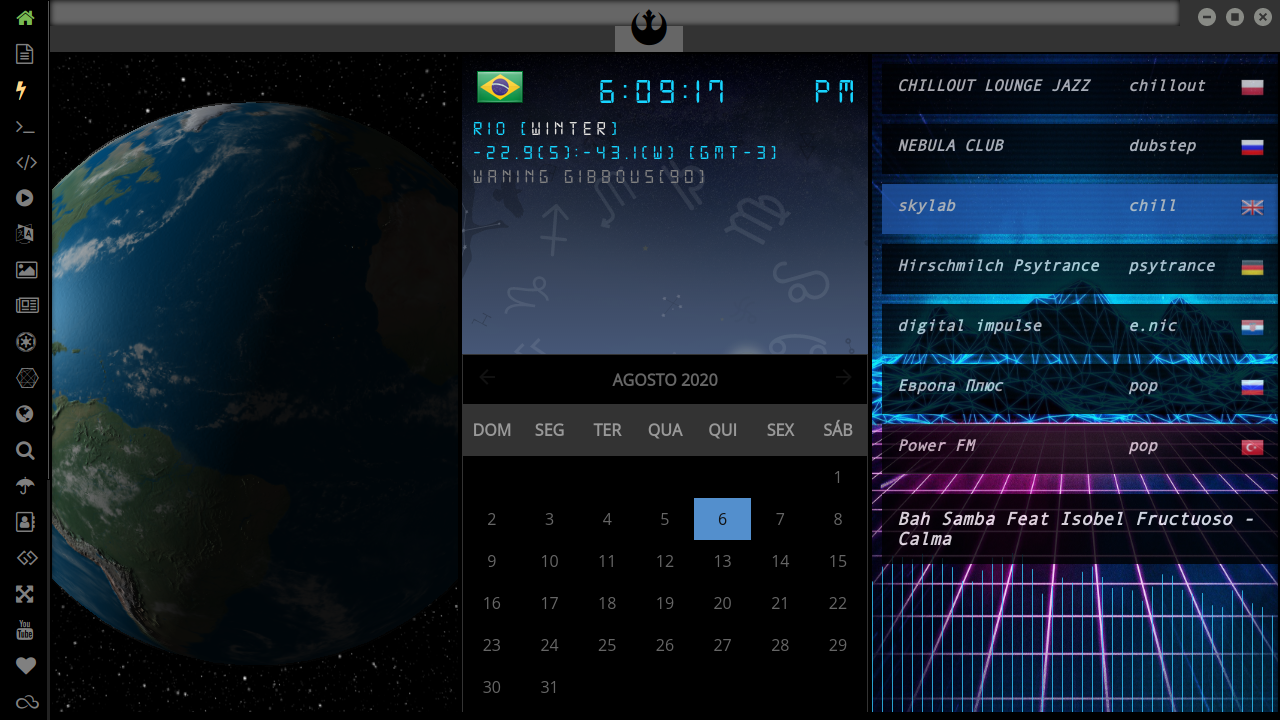 6:09:17 PM
RIO [WINTER]
-22.9(S):-43.1(W) [GMT-3]
WANING GIBBOUS[90]
AGOSTO 2020
DOM SEG TER QUA QUI SEX SÁB
1
2 3 4 5 6 7 8
9 10 11 12 13 14 15
16 17 18 19 20 21 22
23 24 25 26 27 28 29
30 31
CHILLOUT LOUNGE JAZZ chillout
NEBULA CLUB dubstep
skylab chill
Hirschmilch Psytrance psytrance
digital impulse e.nic
Европа Плюс pop
Power FM pop
Bah Samba Feat Isobel Fructuoso -
Calma
You
Tube